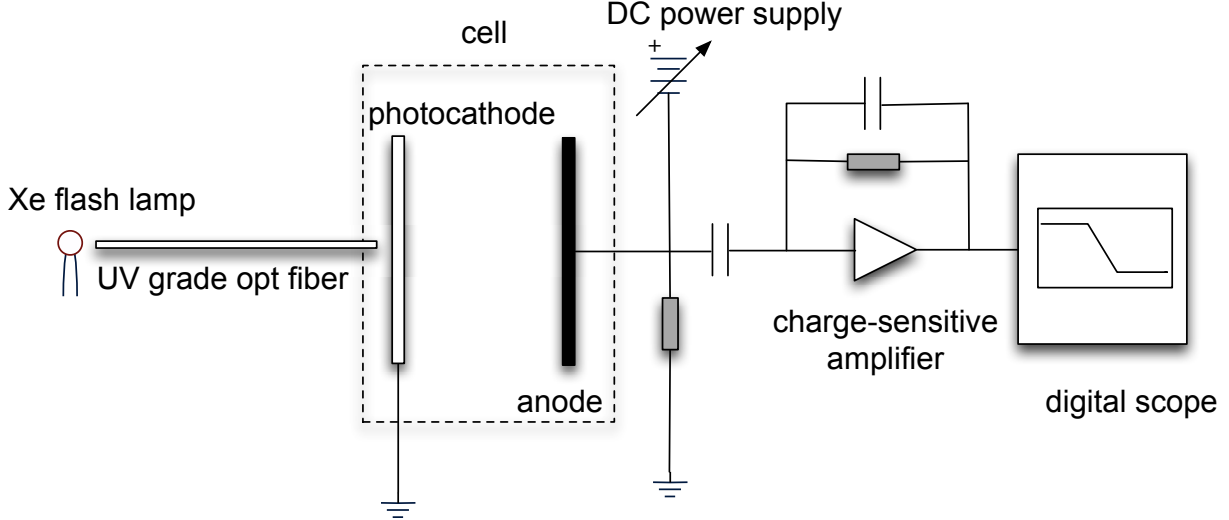 DC power supply
+
cell
photocathode
Xe flash lamp
UV grade opt fiber
charge-sensitive
amplifier
anode
digital scope